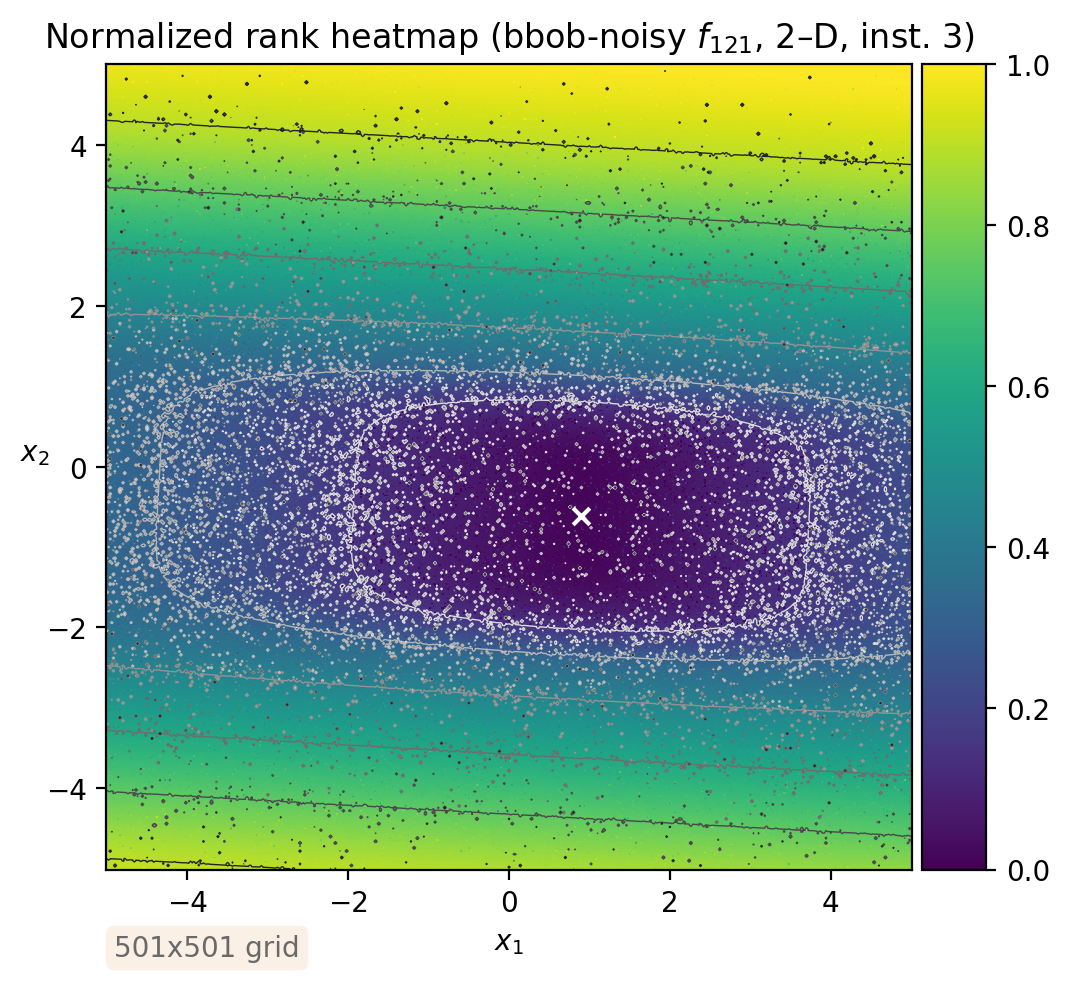 Normalized rank heatmap (bbob-noisy f₁₂₁, 2–D, inst. 3)
1.0
0.8
0.6
0.4
0.2
0.0
4
2
0
−2
−4
x₂
−4 −2 0 2 4
x₁
501x501 grid